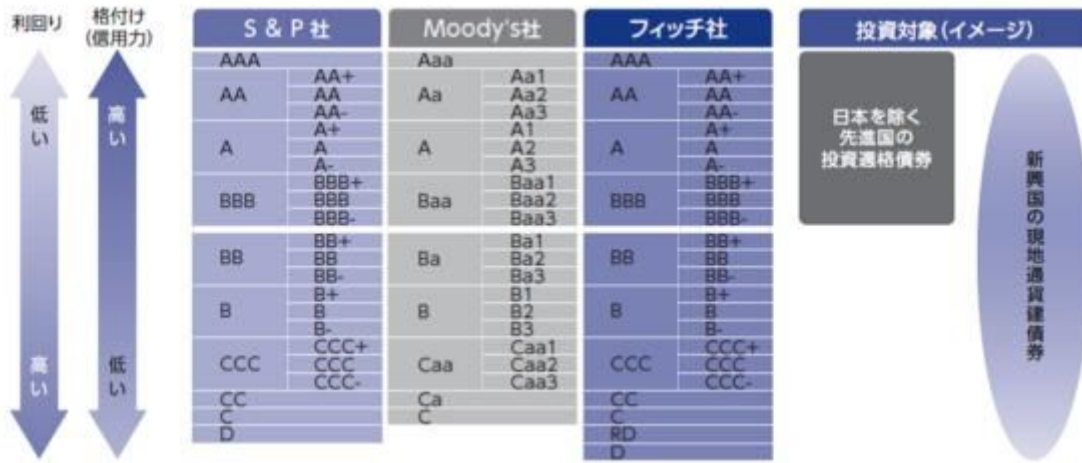 利回り
格付け
(信用力)
S & P 社
Moody's社
フィッチ社
投資対象(イメージ)
低い
高い
高い
低い
AAA
AA
AA+
AA
AA-
A
A+
A
A-
BBB
BBB+
BBB
BBB-
BB
BB+
BB
BB-
B
B+
B
B-
CCC
CCC+
CCC
CCC-
CC
C
D
Aaa
Aa
Aa1
Aa2
Aa3
A
A1
A2
A3
Baa
Baa1
Baa2
Baa3
Ba
Ba1
Ba2
Ba3
B
B1
B2
B3
Caa
Caa1
Caa2
Caa3
Ca
C
AAA
AA
AA+
AA
AA-
A
A+
A
A-
BBB
BBB+
BBB
BBB-
BB
BB+
BB
BB-
B
B+
B
B-
CCC
CCC+
CCC
CCC-
CC
C
RD
D
日本を除く
先進国の
投資適格債券
新興国の現地通貨建債券